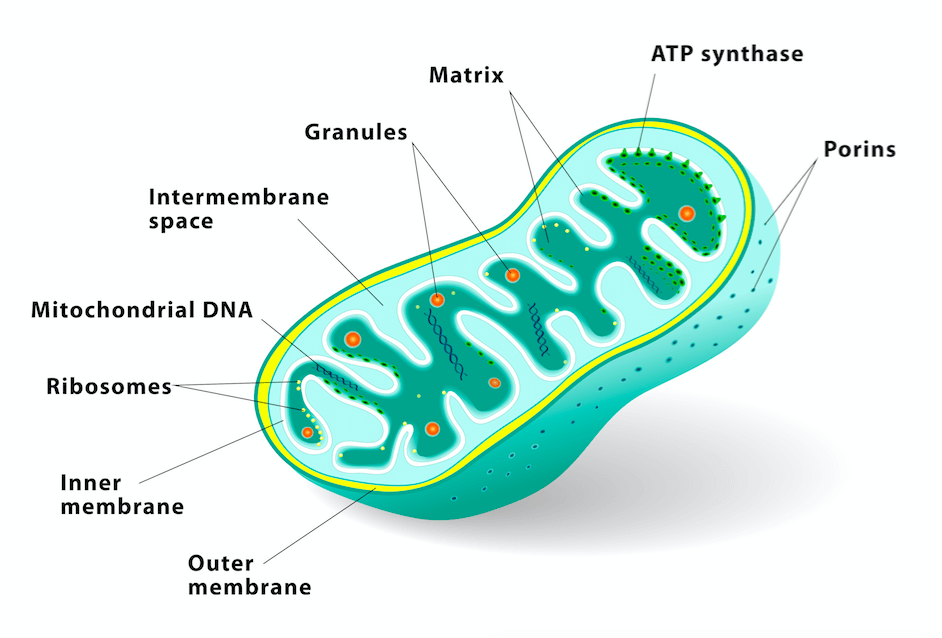 ATP synthase
Matrix
Granules
Porins
Intermembrane
space
Mitochondrial DNA
Ribosomes
Inner
membrane
Outer
membrane